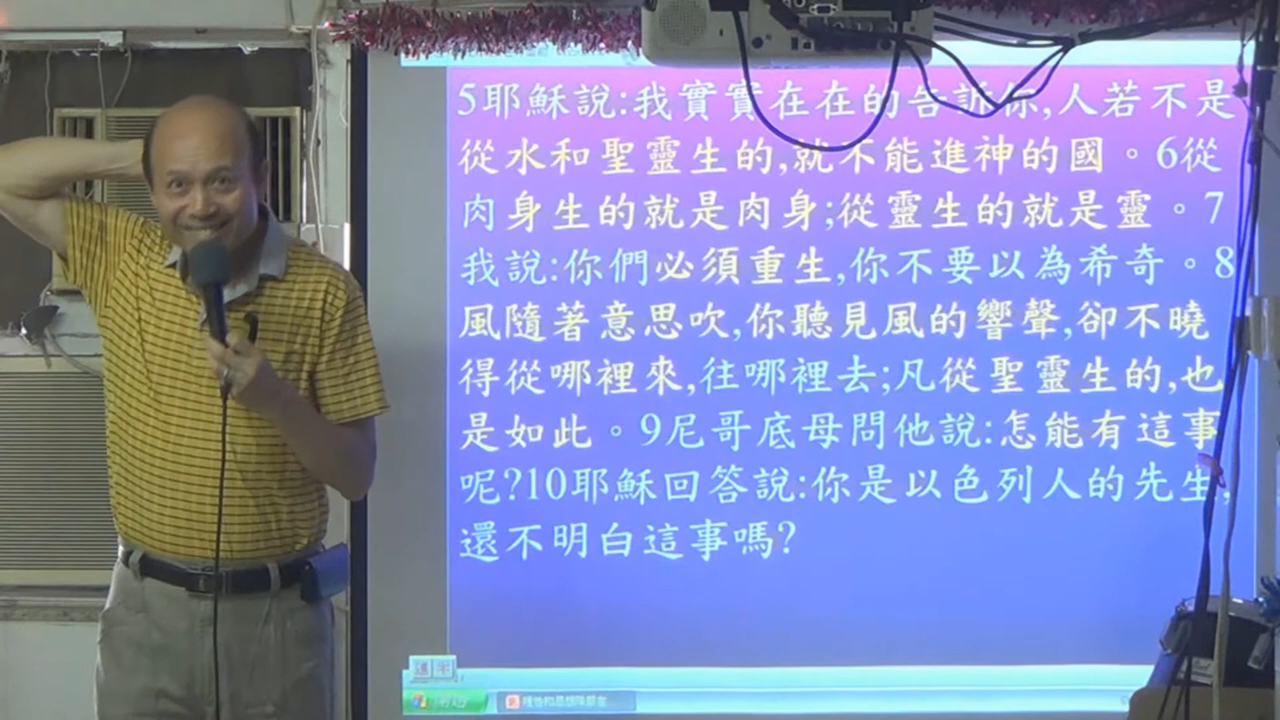 5耶穌說:我實實在在的告訴你,人若不是
從水和聖靈生的,就不能進神的國。6從
肉身生的就是肉身;從靈生的就是靈。7
我說:你們必須重生,你不要以為希奇。8
風隨著意思吹,你聽見風的響聲,卻不曉
得從哪裡來,往哪裡去;凡從聖靈生的,也
是如此。9尼哥底母問他說:怎能有這事
呢?10耶穌回答說:你是以色列人的先生,
還不明白這事嗎?